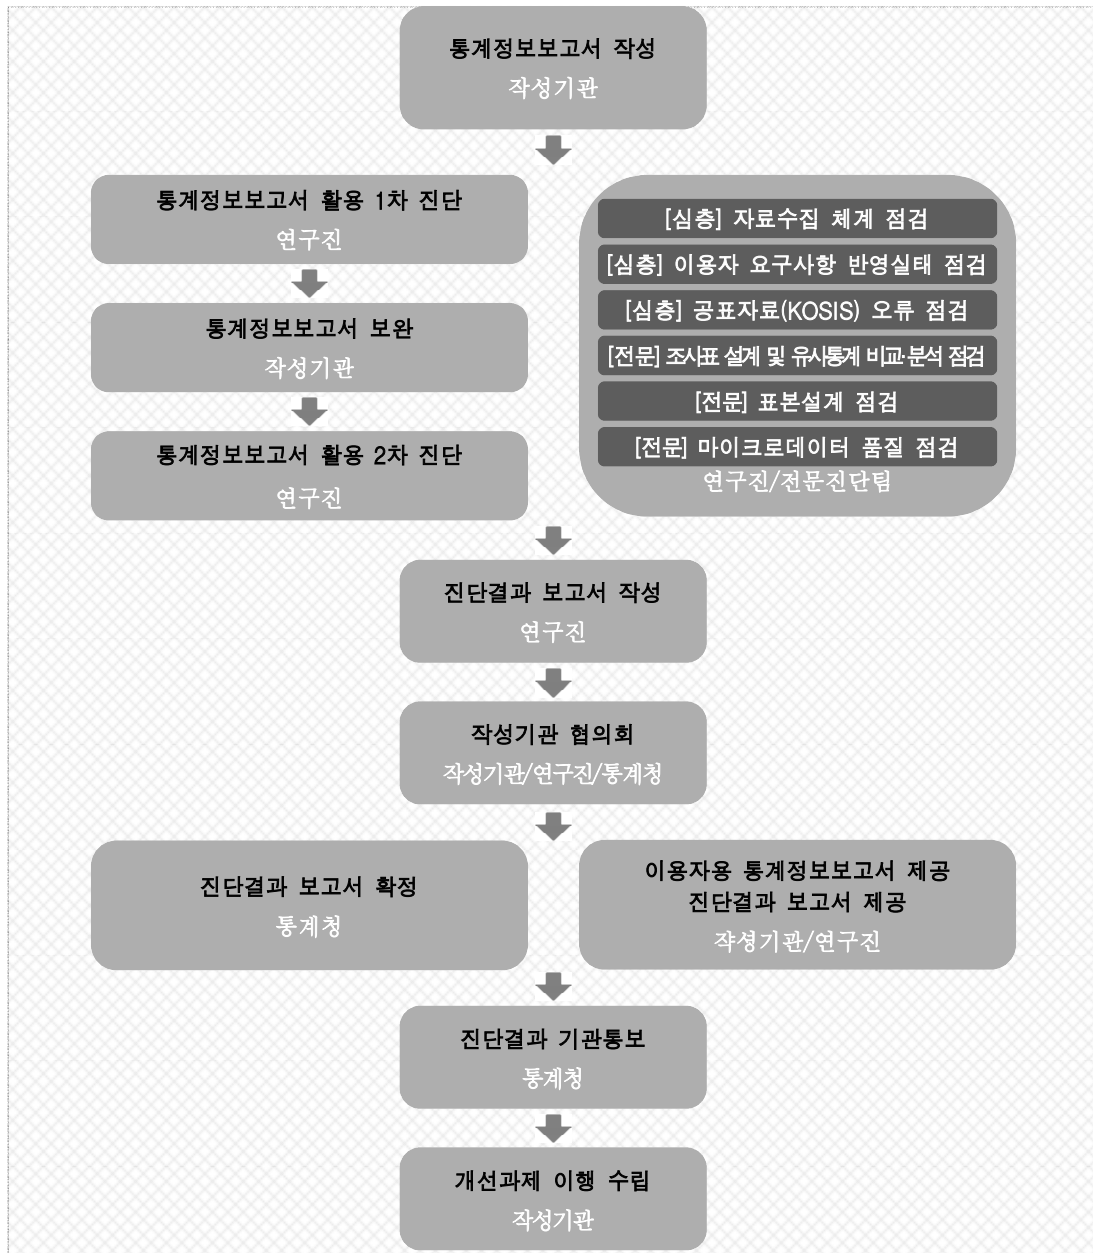 통계정보보고서 작성
작성기관
통계정보보고서 활용 1차 진단
연구진
통계정보보고서 보완
작성기관
통계정보보고서 활용 2차 진단
연구진
[심층] 자료수집 체계 점검
[심층] 이용자 요구사항 반영실태 점검
[심층] 공표자료(KOSIS) 오류 점검
[전문] 조사표 설계 및 유사통계 비교·분석 점검
[전문] 표본설계 점검
[전문] 마이크로데이터 품질 점검
연구진/전문진단팀
진단결과 보고서 작성
연구진
작성기관 협의회
작성기관/연구진/통계청
진단결과 보고서 확정
통계청
이용자용 통계정보보고서 제공
진단결과 보고서 제공
작성기관/연구진
진단결과 기관통보
통계청
개선과제 이행 수립
작성기관